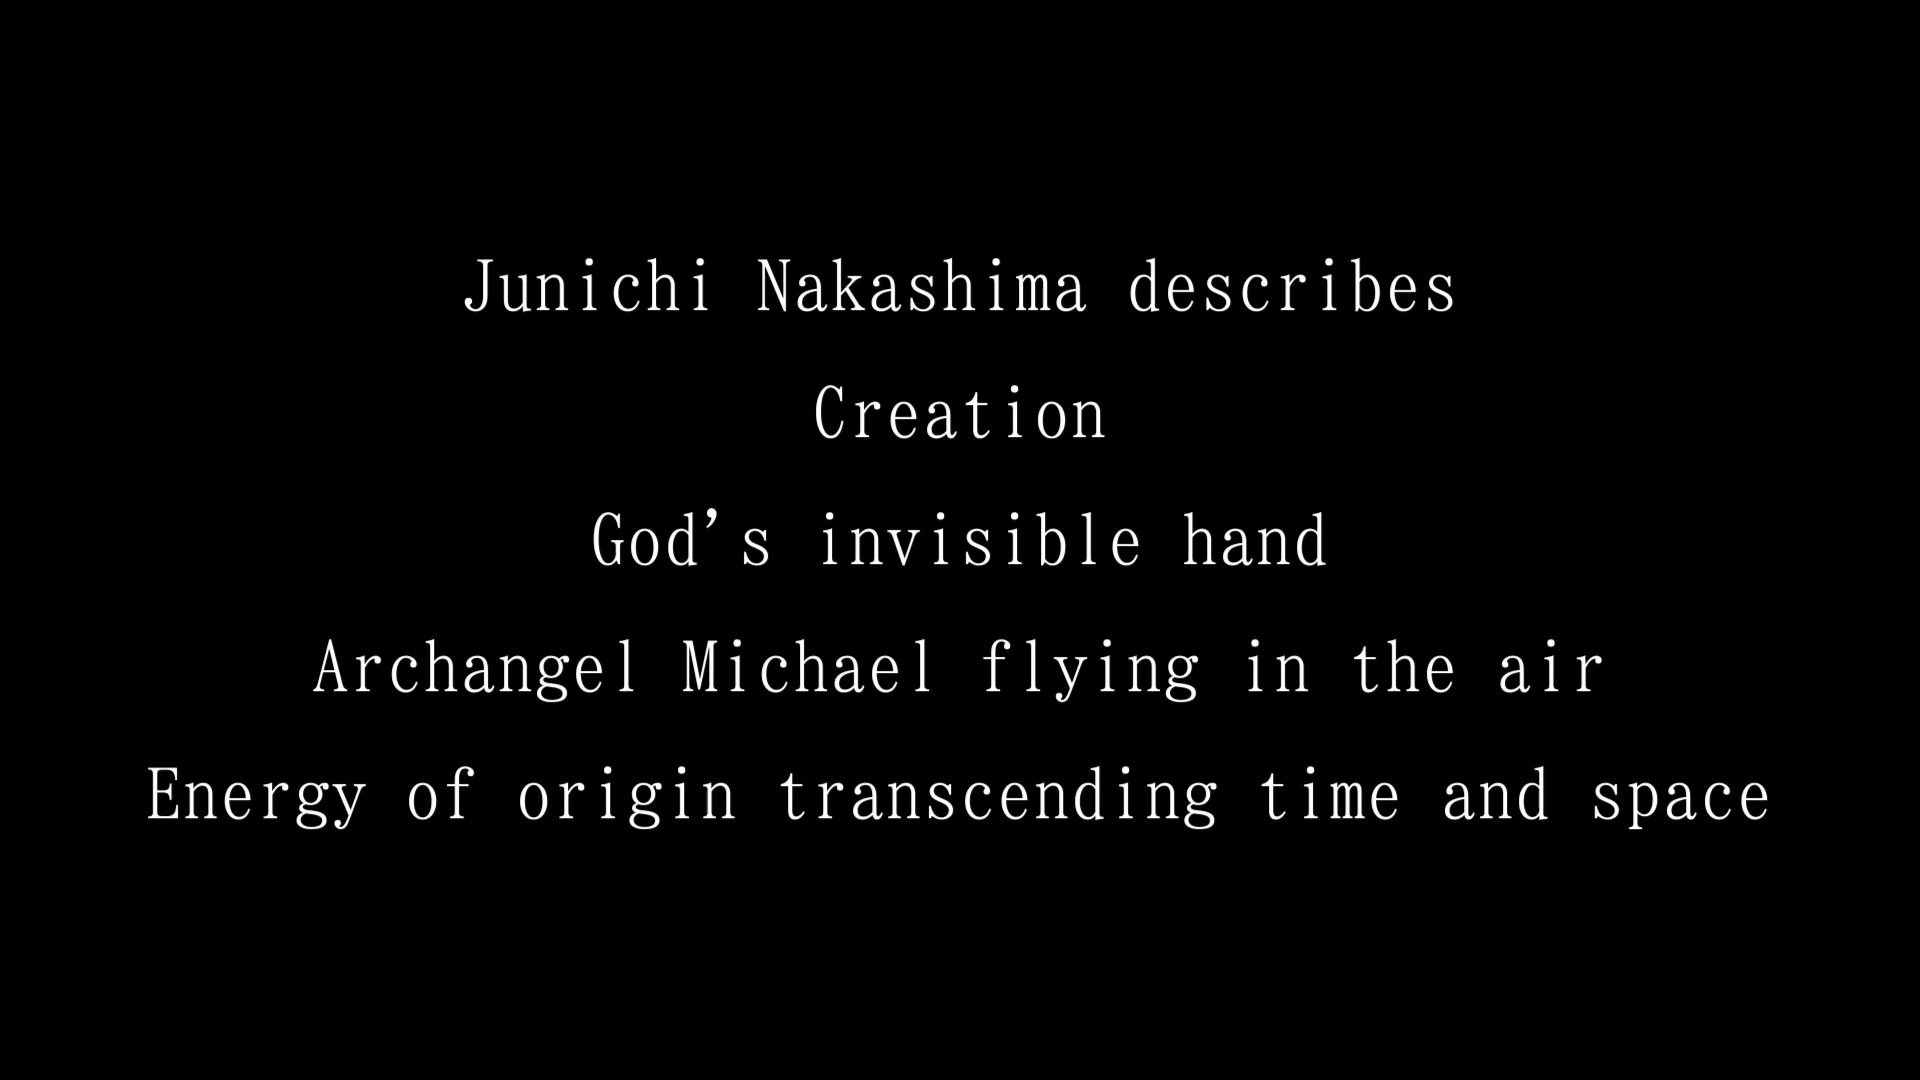 Junichi Nakashima describes
Creation
God’s invisible hand
Archangel Michael flying in the air
Energy of origin transcending time and space